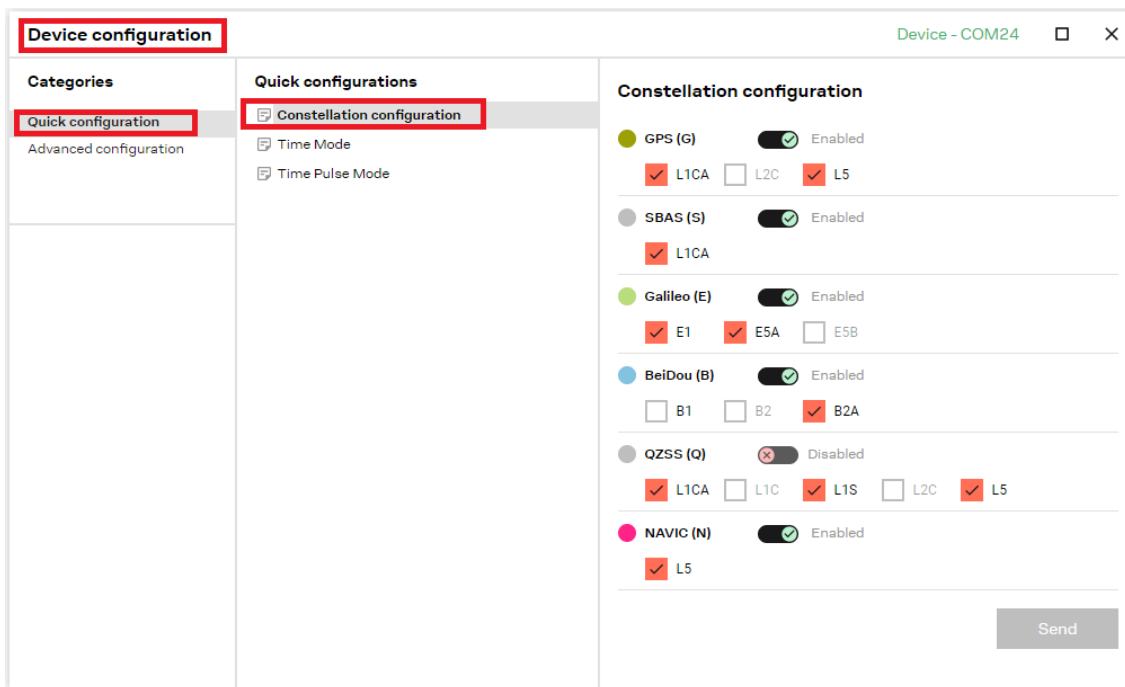 Device configuration
Device - COM24
Categories
Quick configuration
Advanced configuration
Quick configurations
Constellation configuration
Time Mode
Time Pulse Mode
Constellation configuration
GPS (G) Enabled
L1CA L2C L5
SBAS (S) Enabled
L1CA
Galileo (E) Enabled
E1 E5A E5B
BeiDou (B) Enabled
B1 B2 B2A
QZSS (Q) Disabled
L1CA L1C L1S L2C L5
NAVIC (N) Enabled
L5
Send